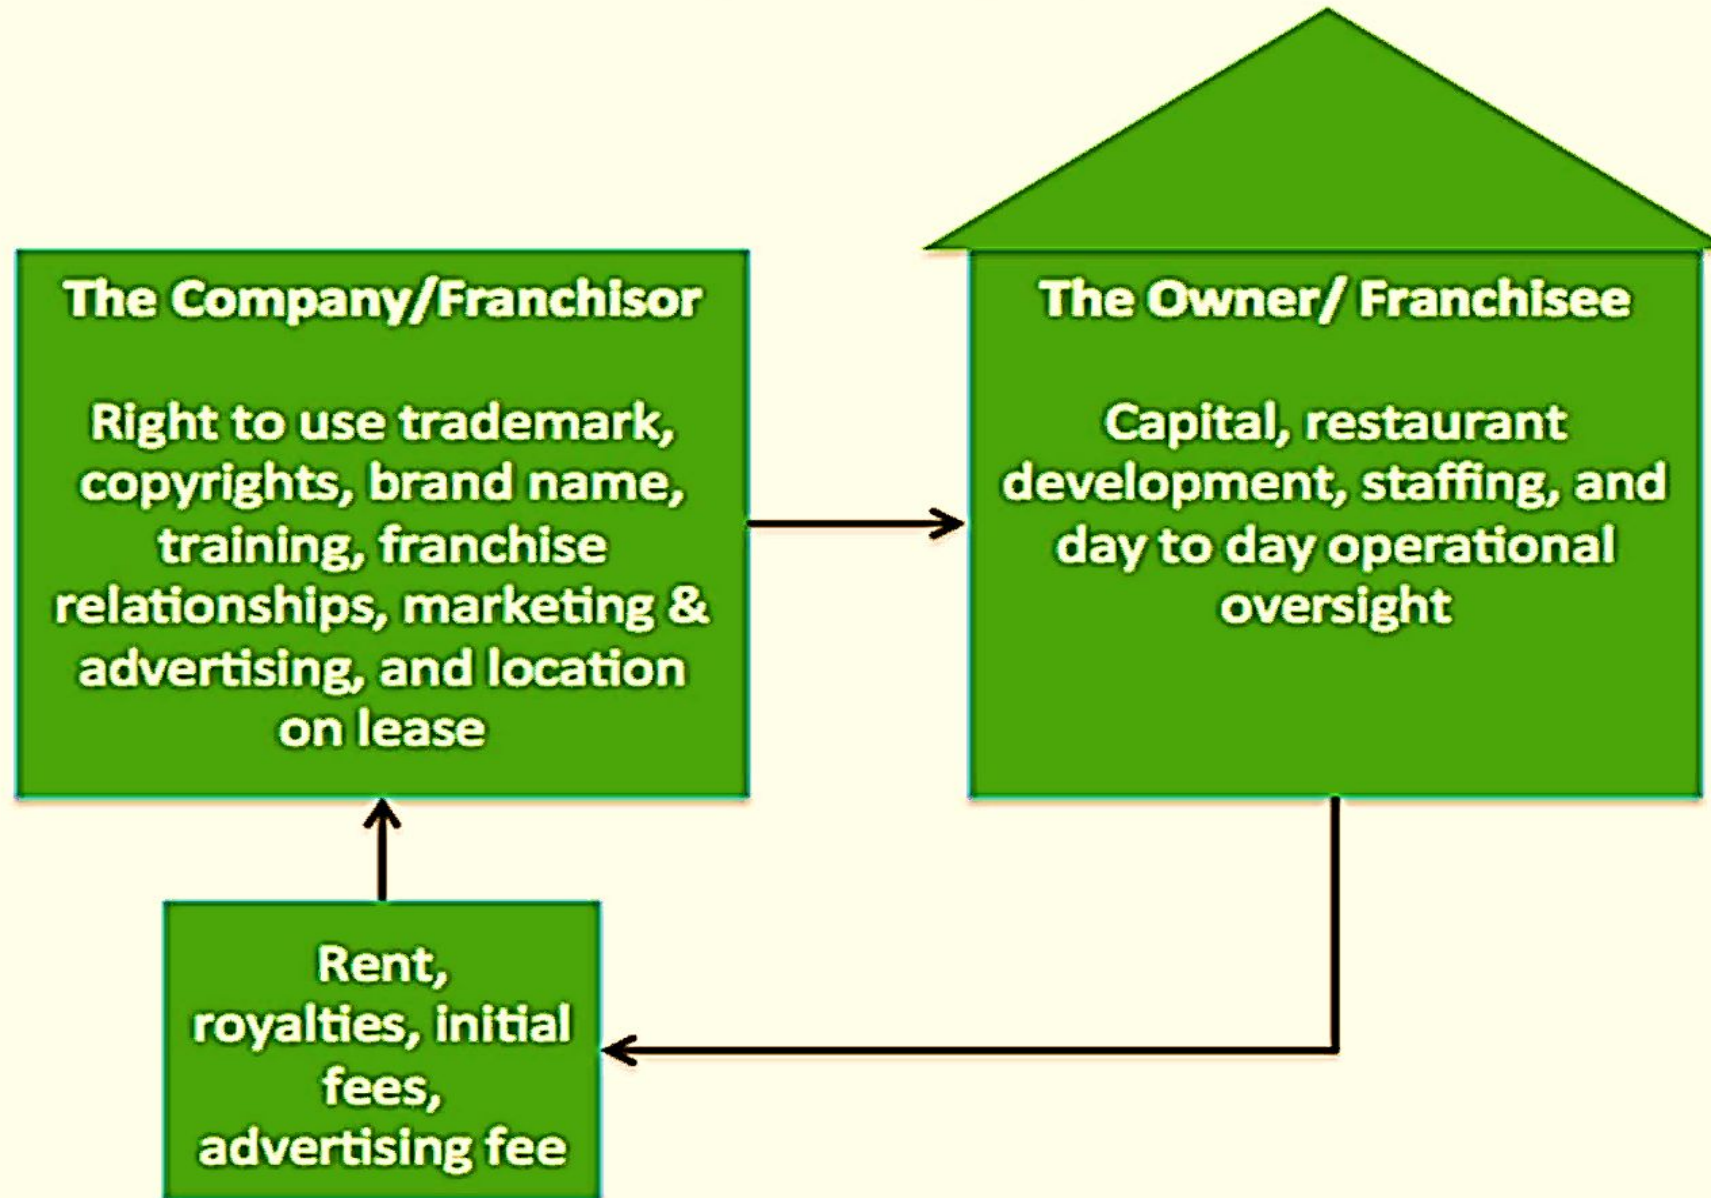 The Company/Franchisor
Right to use trademark,
copyrights, brand name,
training, franchise
relationships, marketing &
advertising, and location
on lease
The Owner/ Franchisee
Capital, restaurant
development, staffing, and
day to day operational
oversight
Rent,
royalties, initial
fees,
advertising fee